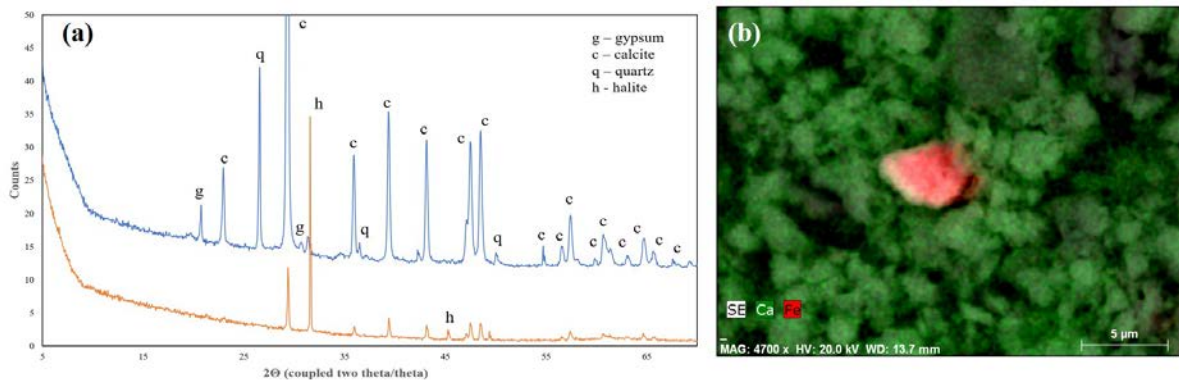 (a)
g – gypsum
c – calcite
q – quartz
h - halite
c
q
h
c
g
g
c
q
c
c
c
c
q
c
c
c
c
c
c
c
h
Counts
50
45
40
35
30
25
20
15
10
5
0
5
15
25
35
45
55
65
2Θ (coupled two theta/theta)
(b)
SE Ca Fe
5 µm
MAG: 4700 x HV: 20.0 kV WD: 13.7 mm